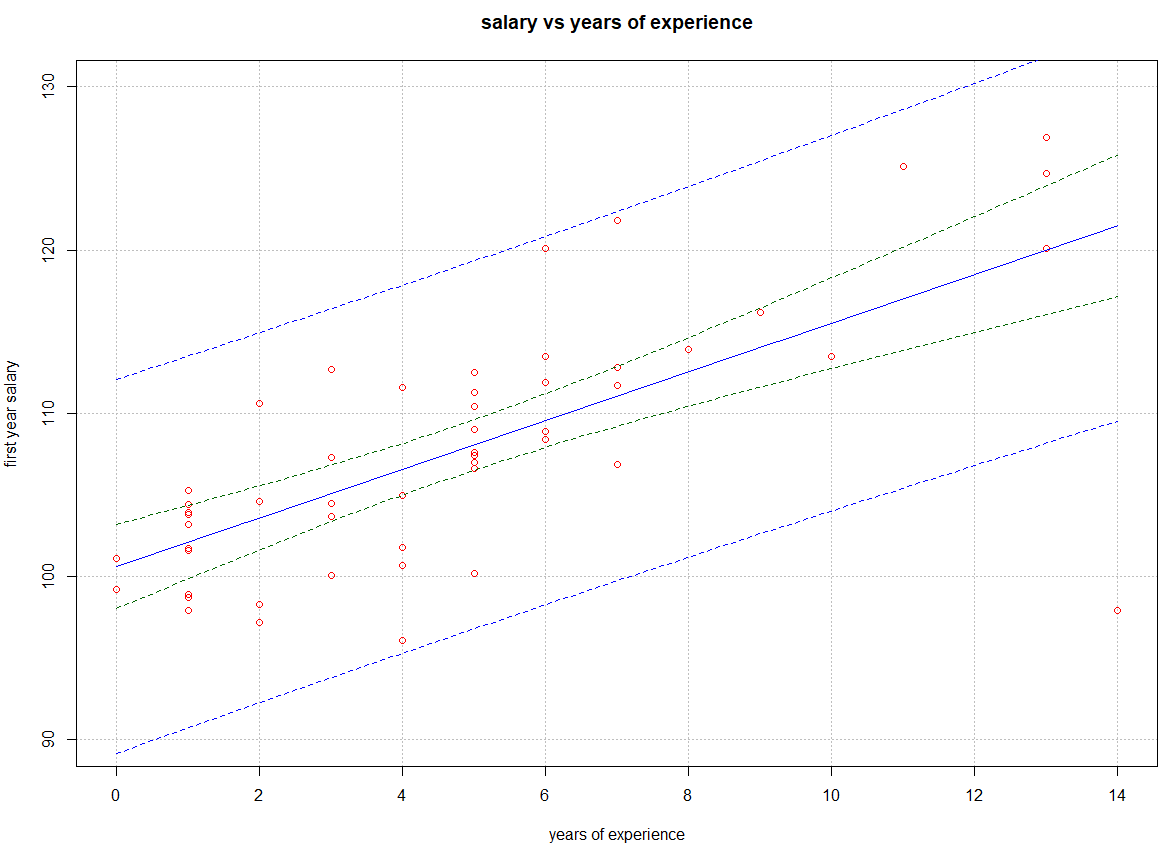 salary vs years of experience
first year salary
130
120
110
100
90
0 2 4 6 8 10 12 14
years of experience